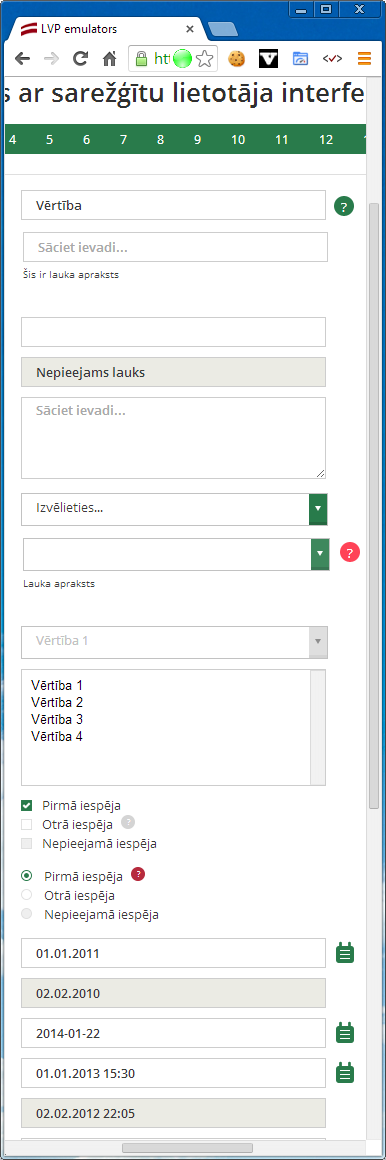 LVP emulators
s ar sarežģītu lietotāja interfe
4 5 6 7 8 9 10 11 12
Vērtība
?
Sāciet ievadi...
Šis ir lauka apraksts
Nepieejams lauks
Sāciet ievadi...
Izvēlieties...
?
Lauka apraksts
Vērtība 1
Vērtība 1
Vērtība 2
Vērtība 3
Vērtība 4
Pirmā iespēja
Otrā iespēja ?
Nepieejamā iespēja
Pirmā iespēja ?
Otrā iespēja
Nepieejamā iespēja
01.01.2011
02.02.2010
2014-01-22
01.01.2013 15:30
02.02.2012 22:05